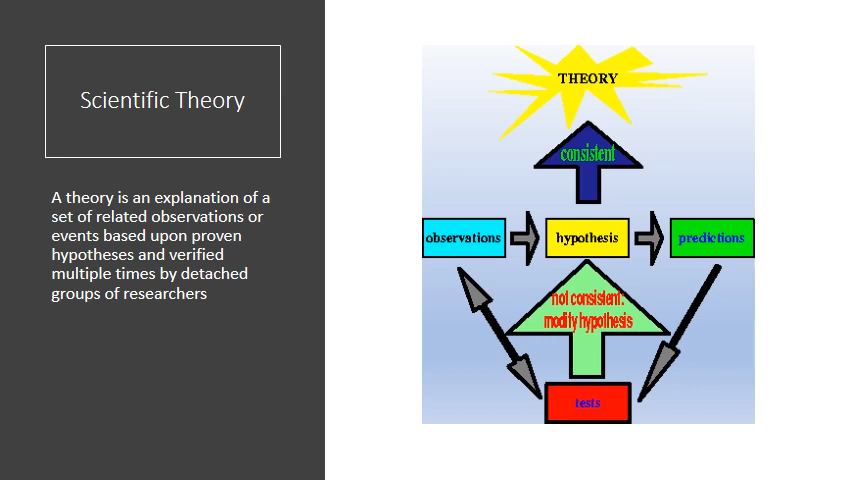 Scientific Theory
A theory is an explanation of a
set of related observations or
events based upon proven
hypotheses and verified
multiple times by detached
groups of researchers
THEORY
consistent
observations
hypothesis
predictions
not consistent:
modify hypothesis
tests